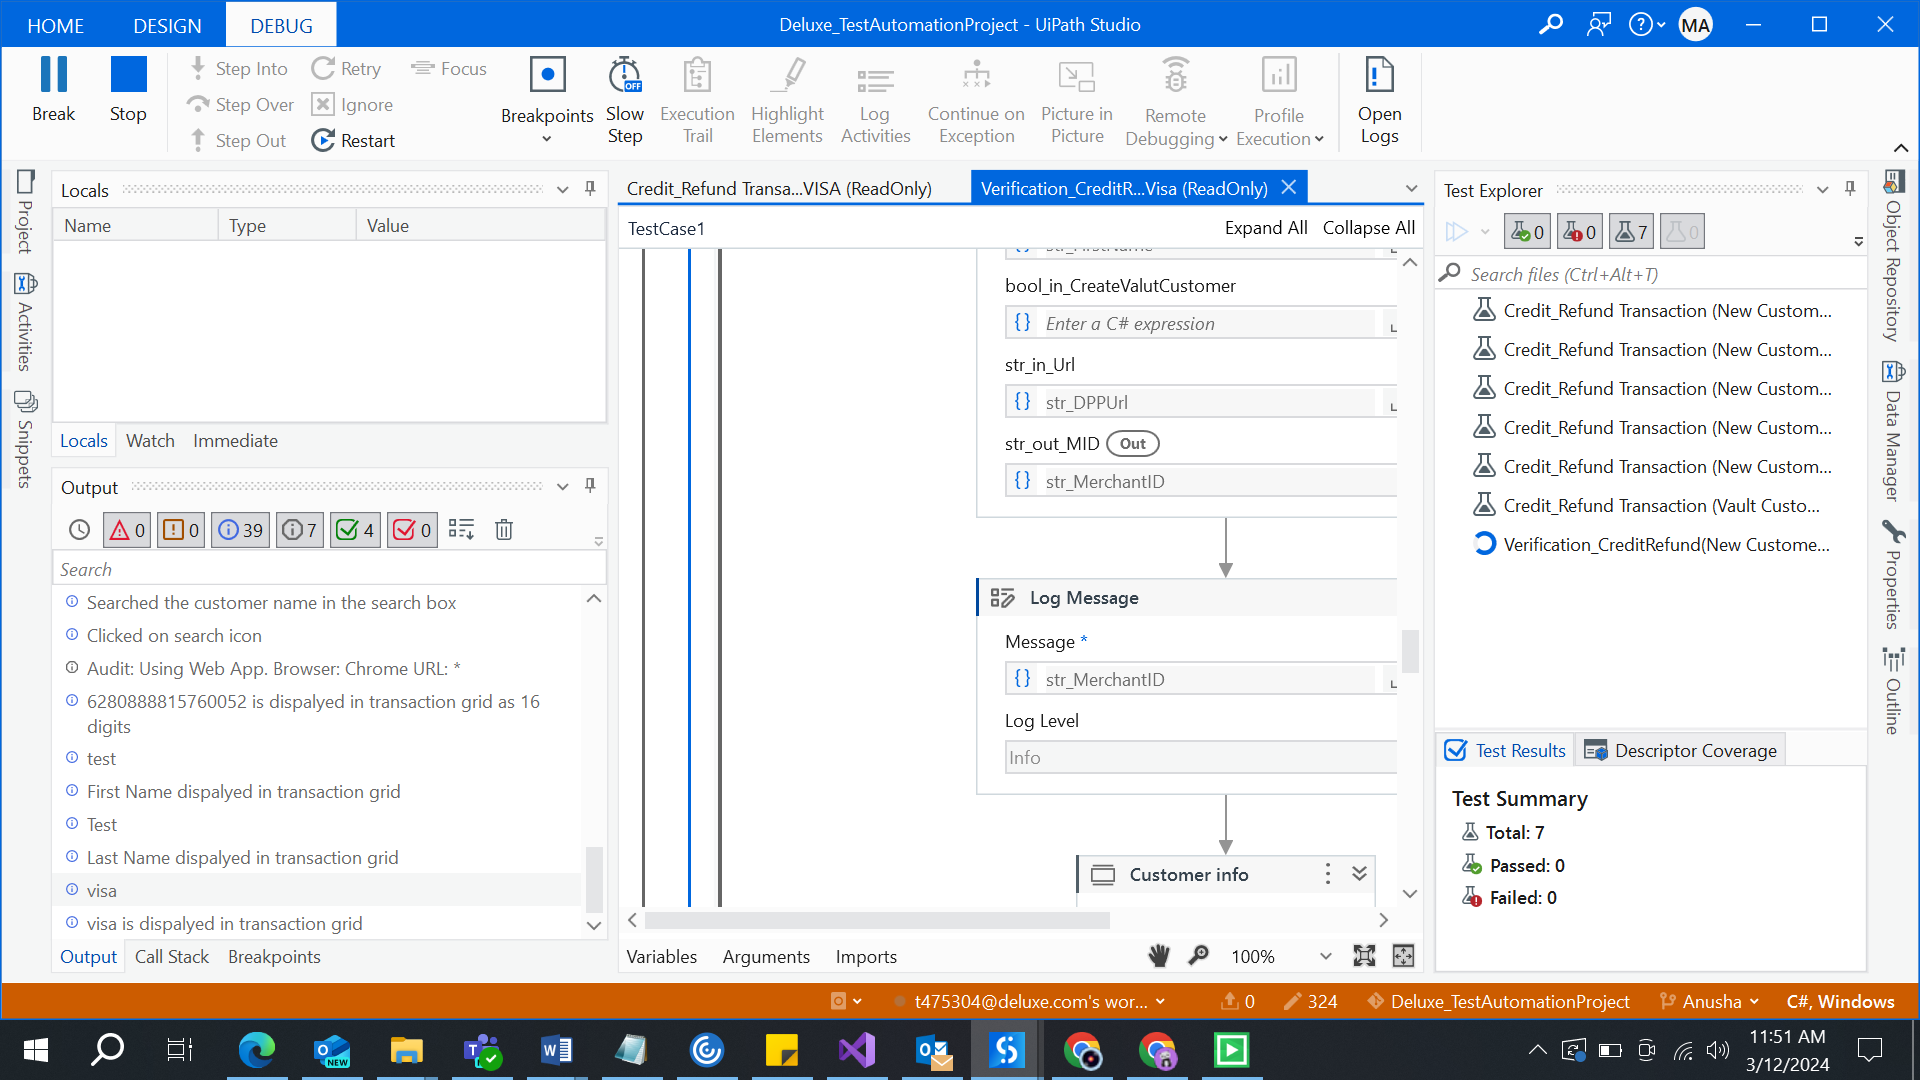 HOME DESIGN DEBUG
Deluxe_TestAutomationProject - UiPath Studio
MA
Break
Stop
Step Into
Step Over
Step Out
Retry
Ignore
Restart
Focus
Breakpoints
Slow Step
Execution Trail
Highlight Elements
Log Activities
Continue on Exception
Picture in Picture
Remote Debugging
Profile Execution
Open Logs
Project
Activities
Snippets
Locals
Name Type Value
Locals Watch Immediate
Output
0 0 39 7 4 0
Search
Searched the customer name in the search box
Clicked on search icon
Audit: Using Web App. Browser: Chrome URL: *
6280888815760052 is dispalyed in transaction grid as 16
digits
test
First Name dispalyed in transaction grid
Test
Last Name dispalyed in transaction grid
visa
visa is dispalyed in transaction grid
Output Call Stack Breakpoints
Credit_Refund Transa...VISA (ReadOnly)
Verification_CreditR...Visa (ReadOnly)
TestCase1
Expand All Collapse All
str_FirstName
bool_in_CreateValutCustomer
{} Enter a C# expression
str_in_Url
{} str_DPPUrl
str_out_MID Out
{} str_MerchantID
Log Message
Message *
{} str_MerchantID
Log Level
Info
Customer info
Variables Arguments Imports
100%
Test Explorer
0 0 7 0
Search files (Ctrl+Alt+T)
Credit_Refund Transaction (New Custom...
Credit_Refund Transaction (New Custom...
Credit_Refund Transaction (New Custom...
Credit_Refund Transaction (New Custom...
Credit_Refund Transaction (New Custom...
Credit_Refund Transaction (Vault Custo...
Verification_CreditRefund(New Custome...
Test Results
Descriptor Coverage
Test Summary
Total: 7
Passed: 0
Failed: 0
Object Repository
Data Manager
Properties
Outline
t475304@deluxe.com's wor...
0
324
Deluxe_TestAutomationProject
Anusha
C#, Windows
NEW
11:51 AM
3/12/2024